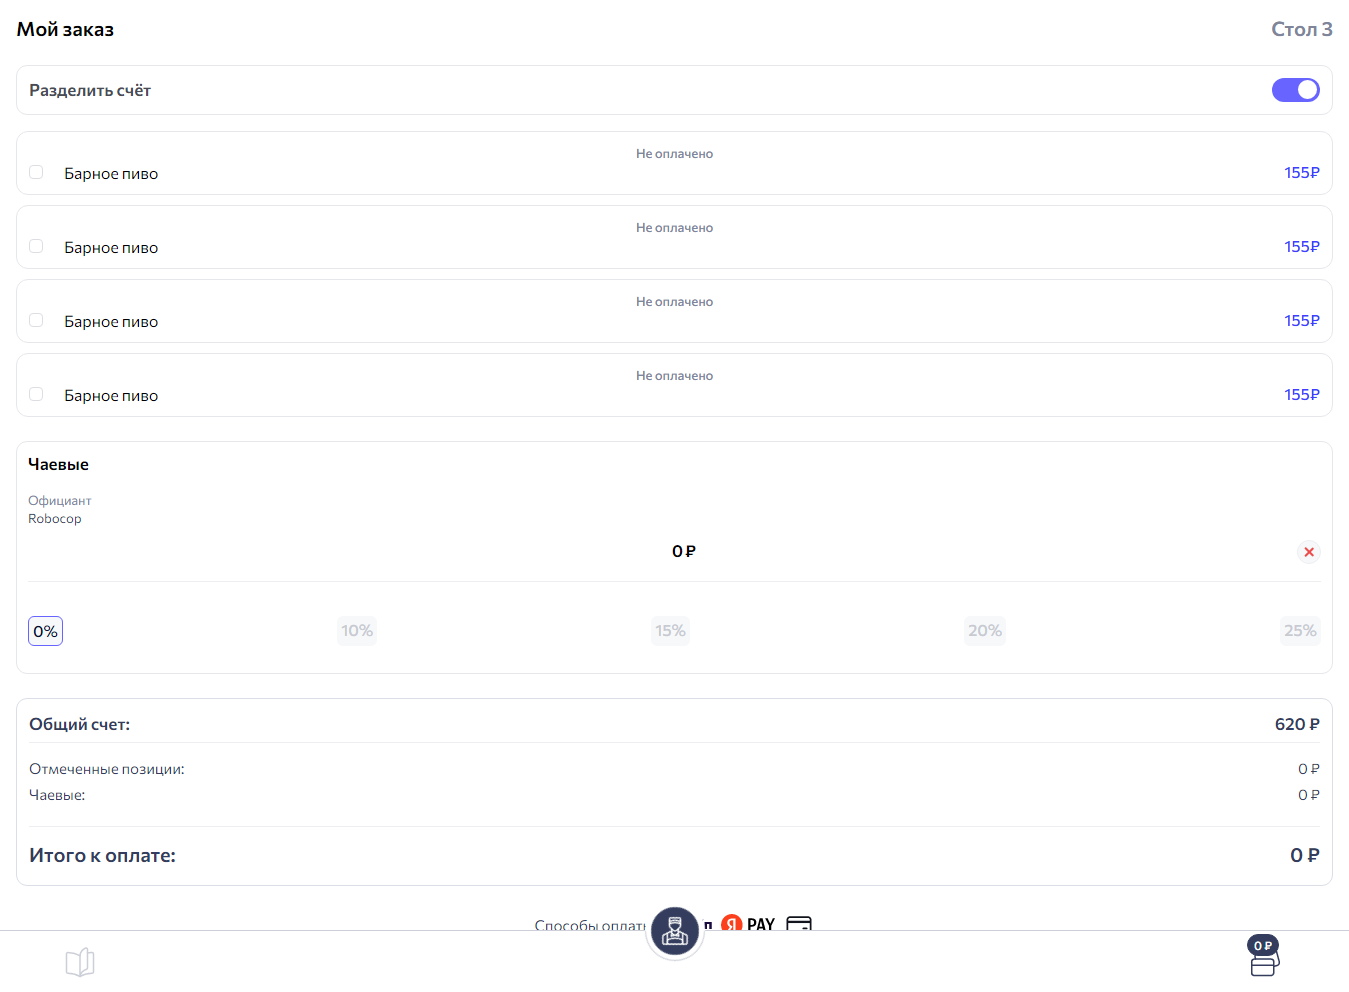 Мой заказ
Стол 3
Разделить счёт
Не оплачено
Барное пиво
155₽
Не оплачено
Барное пиво
155₽
Не оплачено
Барное пиво
155₽
Не оплачено
Барное пиво
155₽
Чаевые
Официант
Robocop
0 ₽
0%
10%
15%
20%
25%
Общий счет:
620 ₽
Отмеченные позиции:
0 ₽
Чаевые:
0 ₽
Итого к оплате:
0 ₽
Способы
Я PAY
0 ₽